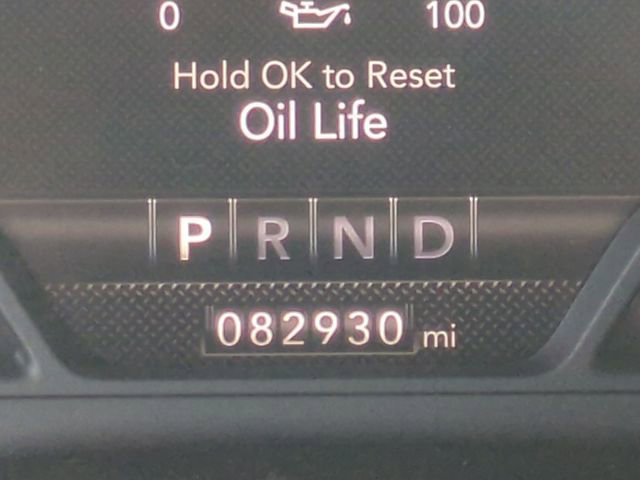 0 100
Hold OK to Reset
Oil Life
P R N D
082930 mi